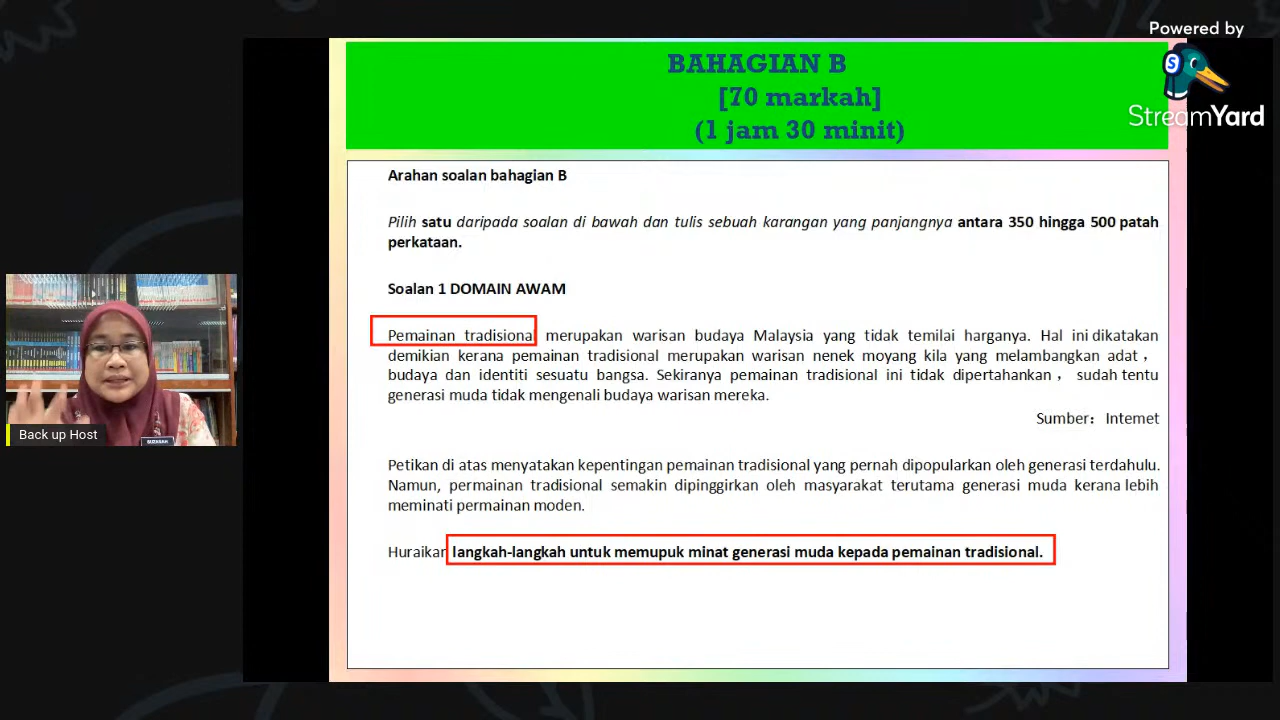 Powered by
StreamYard
BAHAGIAN B
[70 markah]
(1 jam 30 minit)
Arahan soalan bahagian B
Pilih satu daripada soalan di bawah dan tulis sebuah karangan yang panjangnya antara 350 hingga 500 patah
perkataan.
Soalan 1 DOMAIN AWAM
Pemainan tradisional merupakan warisan budaya Malaysia yang tidak temilai harganya. Hal ini dikatakan
demikian kerana pemainan tradisional merupakan warisan nenek moyang kila yang melambangkan adat ,
budaya dan identiti sesuatu bangsa. Sekiranya pemainan tradisional ini tidak dipertahankan , sudah tentu
generasi muda tidak mengenali budaya warisan mereka.
Sumber: Internet
Petikan di atas menyatakan kepentingan pemainan tradisional yang pernah dipopularkan oleh generasi terdahulu.
Namun, permainan tradisional semakin dipinggirkan oleh masyarakat terutama generasi muda kerana lebih
meminati permainan moden.
Huraikan langkah-langkah untuk memupuk minat generasi muda kepada pemainan tradisional.
Back up Host